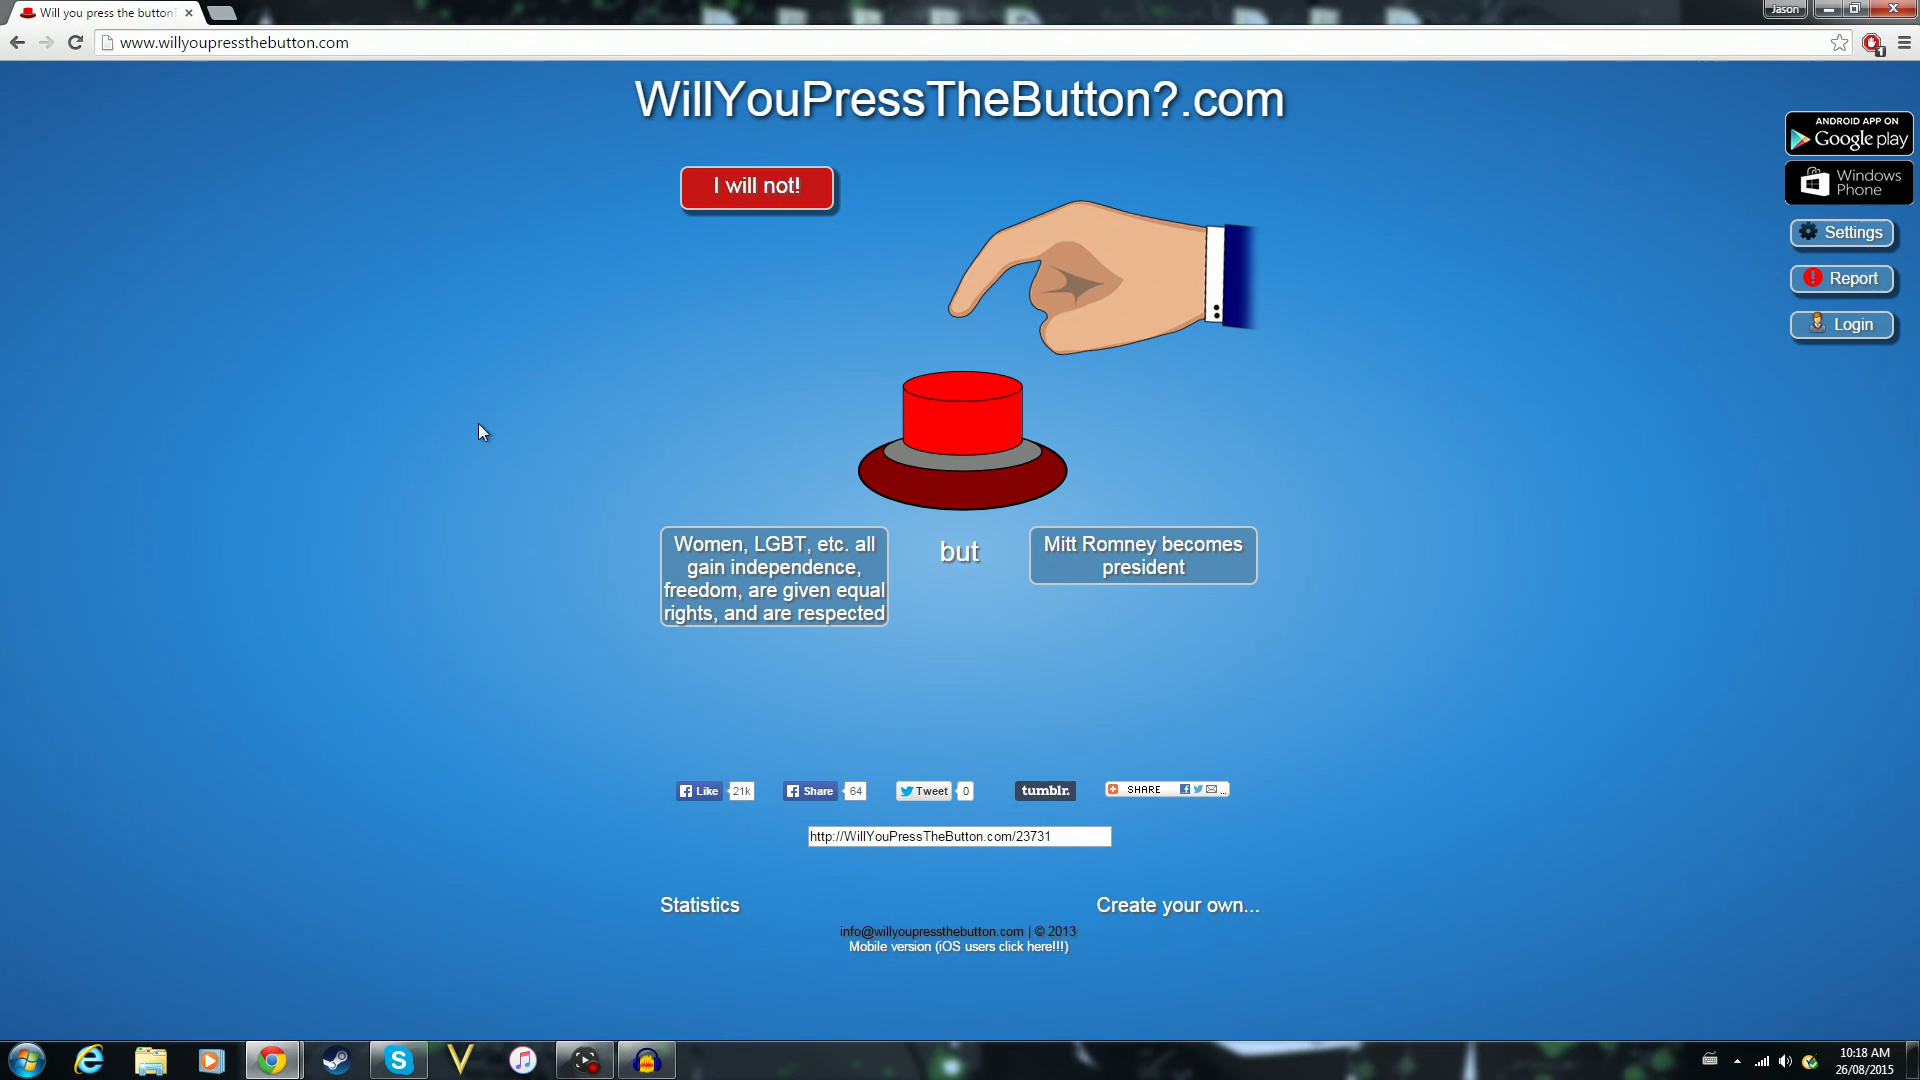 Will you press the button?
Jason
www.willyoupressthebutton.com
1
WillYouPressTheButton?.com
ANDROID APP ON
Google play
Windows
Phone
I will not!
Settings
Report
Login
Women, LGBT, etc. all
gain independence,
freedom, are given equal
rights, and are respected
but
Mitt Romney becomes
president
Like 21k
Share 64
Tweet 0
tumblr.
SHARE ...
http://WillYouPressTheButton.com/23731
Statistics
Create your own...
info@willyoupressthebutton.com | © 2013
Mobile version (iOS users click here!!!)
10:18 AM
26/08/2015